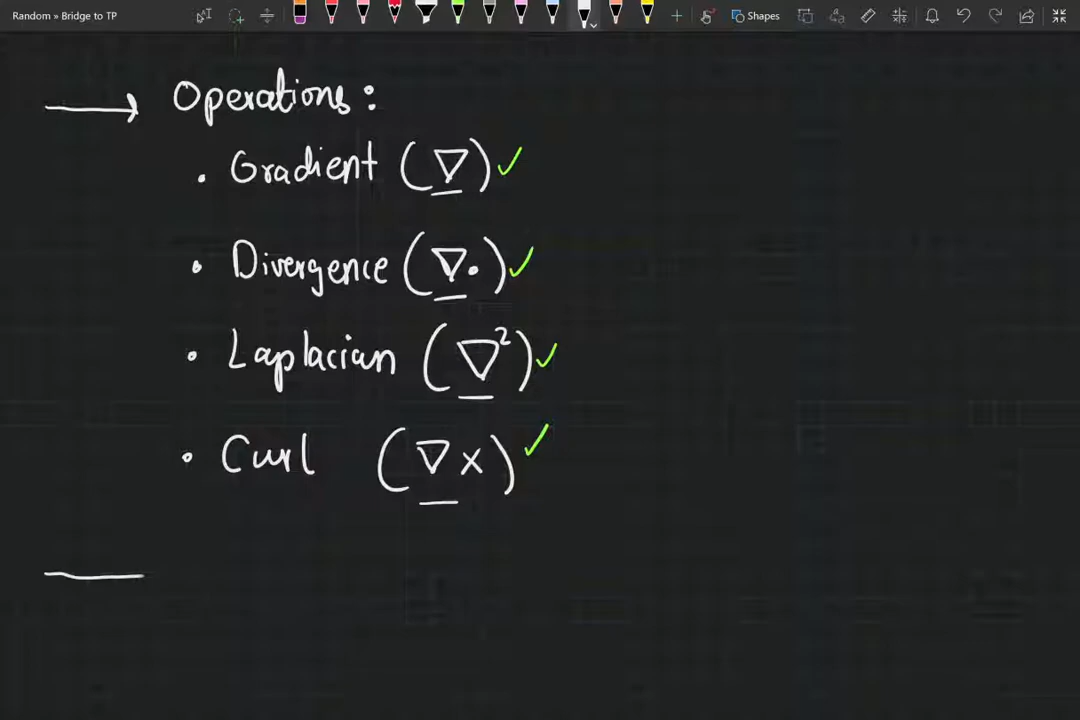 Random » Bridge to TP
Shapes
Operations:
• Gradient (∇) ✓
• Divergence (∇•) ✓
• Laplacian (∇²) ✓
• Curl (∇×) ✓